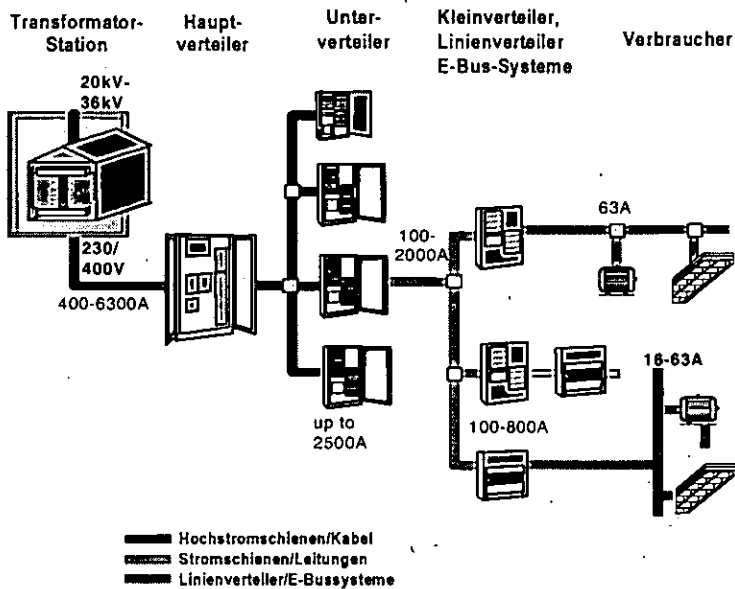 Transformator-
Station
Haupt-
verteiler
Unter-
verteiler
Kleinverteiler,
Linienverteiler
E-Bus-Systeme
Verbraucher
20kV-
36kV
230/
400V
400-6300A
up to
2500A
100-
2000A
63A
100-800A
16-63A
Hochstromschienen/Kabel
Stromschienen/Leitungen
Linienverteiler/E-Bussysteme